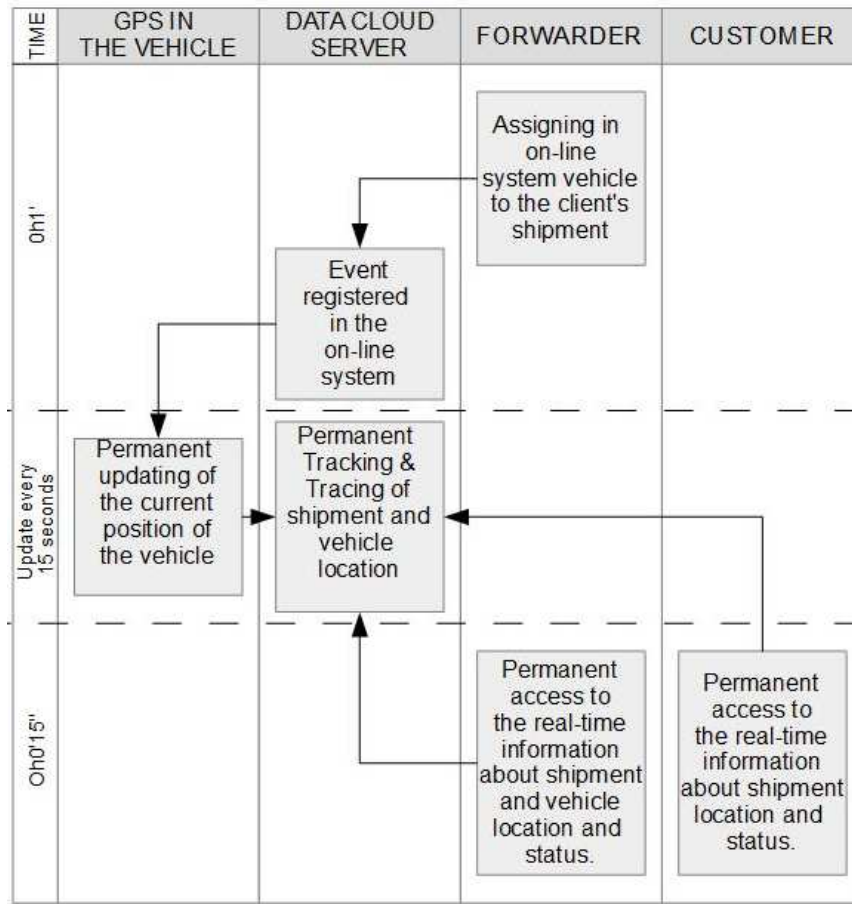 TIME
GPS IN
THE VEHICLE
DATA CLOUD
SERVER
FORWARDER
CUSTOMER
0h1'
Assigning in
on-line
system vehicle
to the client's
shipment
Event
registered
in the
on-line
system
Update every
15 seconds
Permanent
updating of
the current
position of
the vehicle
Permanent
Tracking &
Tracing of
shipment and
vehicle
location
Oh0'15"
Permanent
access to
the real-time
information
about shipment
and vehicle
location and
status.
Permanent
access to
the real-time
information
about shipment
location and
status.